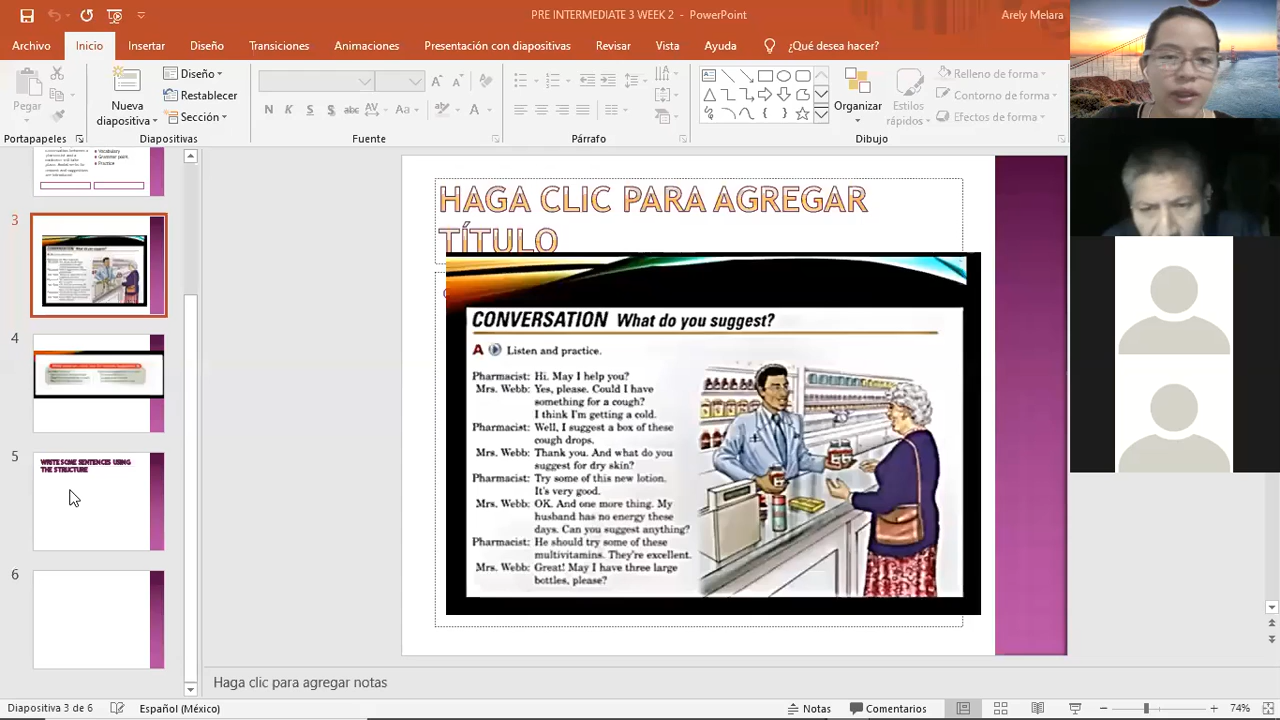 PRE INTERMEDIATE 3 WEEK 2 - PowerPoint
Arely Melara
Archivo
Inicio
Insertar
Diseño
Transiciones
Animaciones
Presentación con diapositivas
Revisar
Vista
Ayuda
¿Qué desea hacer?
Pegar
Nueva
diapositiva
Diseño
Restablecer
Sección
Organizar
Estilos
rápidos
Relleno de forma
Contorno de forma
Efectos de forma
Portapapeles
Diapositivas
Fuente
Párrafo
Dibujo
Vocabulary
Grammar point
Practice
3
4
5
WRITE SOME SENTENCES USING
THE STRUCTURE
6
HAGA CLIC PARA AGREGAR
TÍTULO
CONVERSATION What do you suggest?
A Listen and practice.
Pharmacist: Hi. May I help you?
Mrs. Webb: Yes, please. Could I have
something for a cough?
I think I'm getting a cold.
Pharmacist: Well, I suggest a box of these
cough drops.
Mrs. Webb: Thank you. And what do you
suggest for dry skin?
Pharmacist: Try some of this new lotion.
It's very good.
Mrs. Webb: OK. And one more thing. My
husband has no energy these
days. Can you suggest anything?
Pharmacist: He should try some of these
multivitamins. They're excellent.
Mrs. Webb: Great! May I have three large
bottles, please?
Haga clic para agregar notas
Diapositiva 3 de 6
Español (México)
Notas
Comentarios
74%